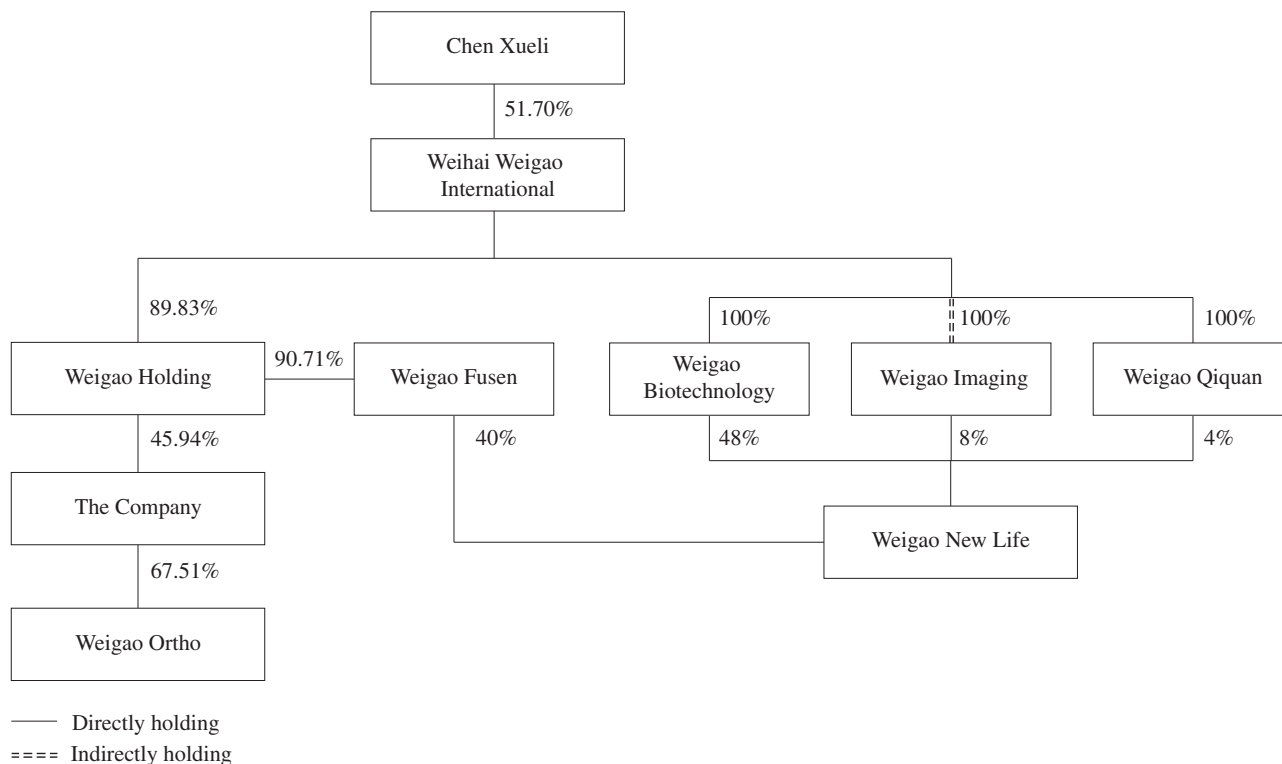 Chen Xueli
51.70%
Weihai Weigao
International
89.83%
100%
100%
100%
Weigao Holding
90.71%
Weigao Fusen
Weigao
Biotechnology
Weigao Imaging
Weigao Qiquan
45.94%
40%
48%
8%
4%
The Company
Weigao New Life
67.51%
Weigao Ortho
Directly holding
Indirectly holding